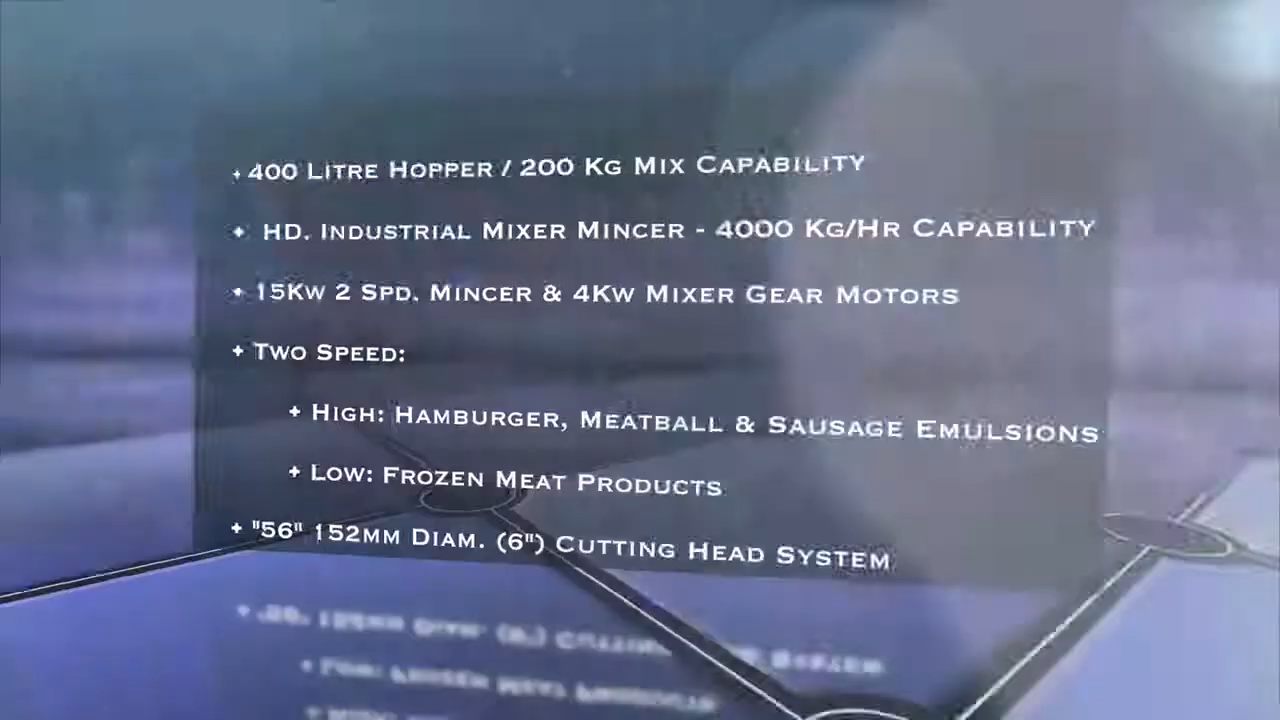 + 400 Litre Hopper / 200 Kg Mix Capability
+ HD. Industrial Mixer Mincer - 4000 Kg/Hr Capability
+ 15Kw 2 Spd. Mincer & 4Kw Mixer Gear Motors
+ Two Speed:
+ High: Hamburger, Meatball & Sausage Emulsions
+ Low: Frozen Meat Products
+ "56" 152mm Diam. (6") Cutting Head System